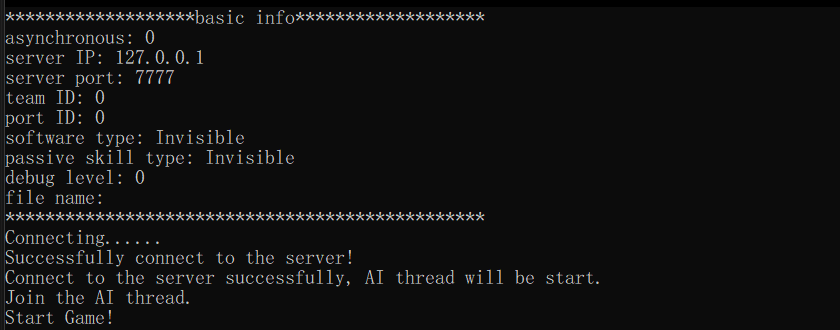 *******************basic info*******************
asynchronous: 0
server IP: 127.0.0.1
server port: 7777
team ID: 0
port ID: 0
software type: Invisible
passive skill type: Invisible
debug level: 0
file name:
************************************************
Connecting......
Successfully connect to the server!
Connect to the server successfully, AI thread will be start.
Join the AI thread.
Start Game!